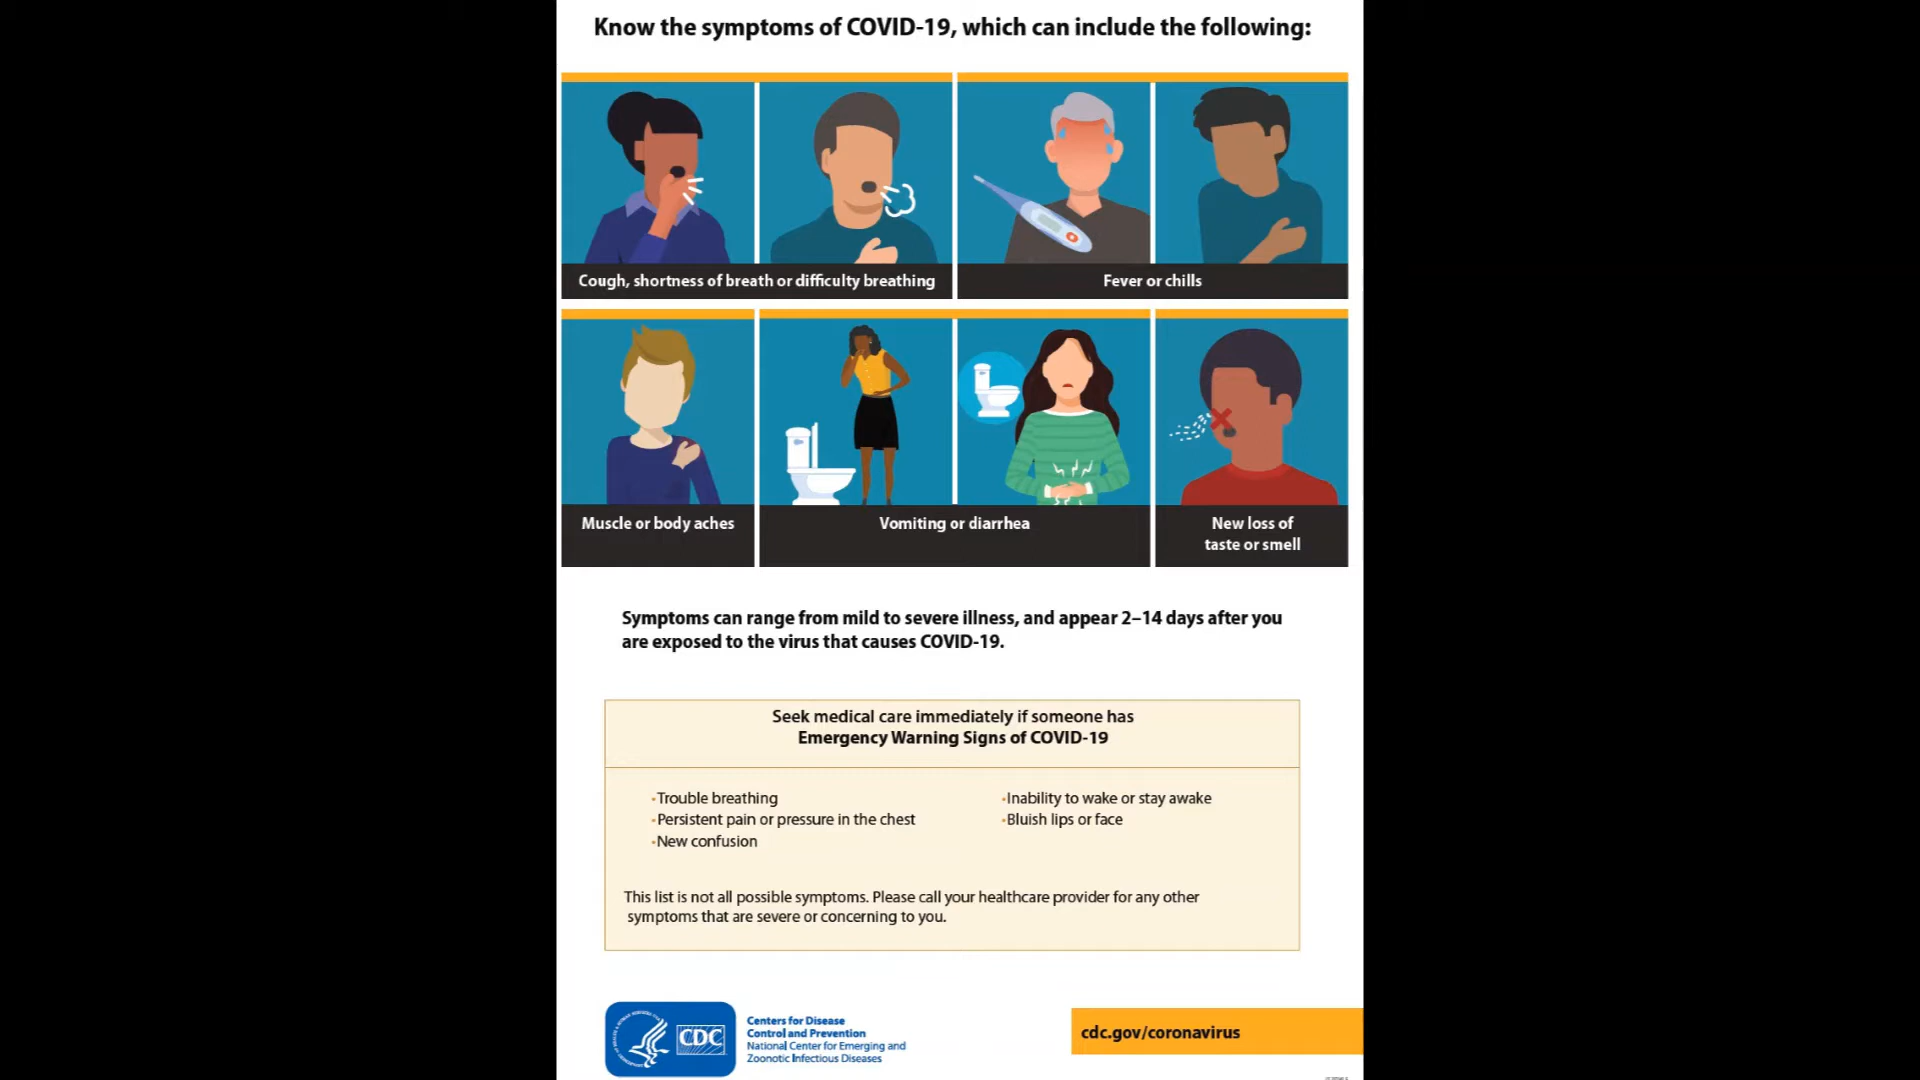 Know the symptoms of COVID-19, which can include the following:
Cough, shortness of breath or difficulty breathing
Fever or chills
Muscle or body aches
Vomiting or diarrhea
New loss of
taste or smell
Symptoms can range from mild to severe illness, and appear 2–14 days after you
are exposed to the virus that causes COVID-19.
Seek medical care immediately if someone has
Emergency Warning Signs of COVID-19
•Trouble breathing
•Persistent pain or pressure in the chest
•New confusion
•Inability to wake or stay awake
•Bluish lips or face
This list is not all possible symptoms. Please call your healthcare provider for any other
symptoms that are severe or concerning to you.
CDC
Centers for Disease
Control and Prevention
National Center for Emerging and
Zoonotic Infectious Diseases
cdc.gov/coronavirus